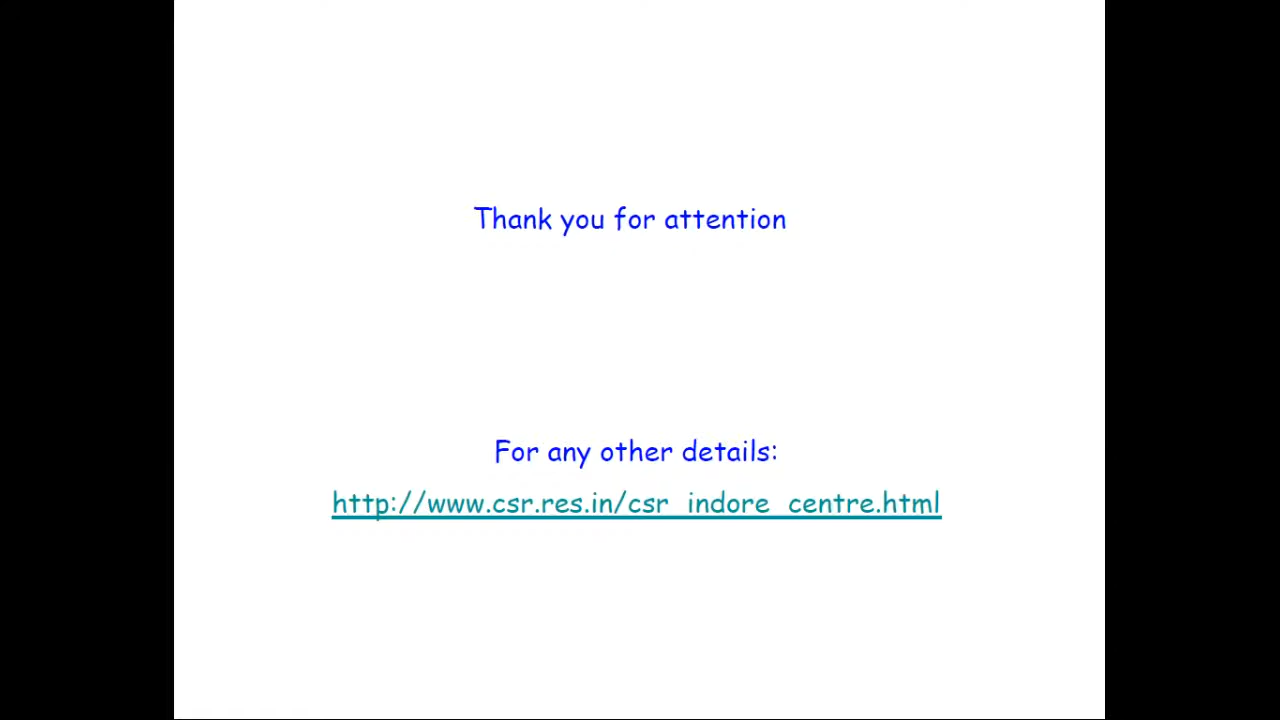 Thank you for attention
For any other details:
http://www.csr.res.in/csr_indore_centre.html